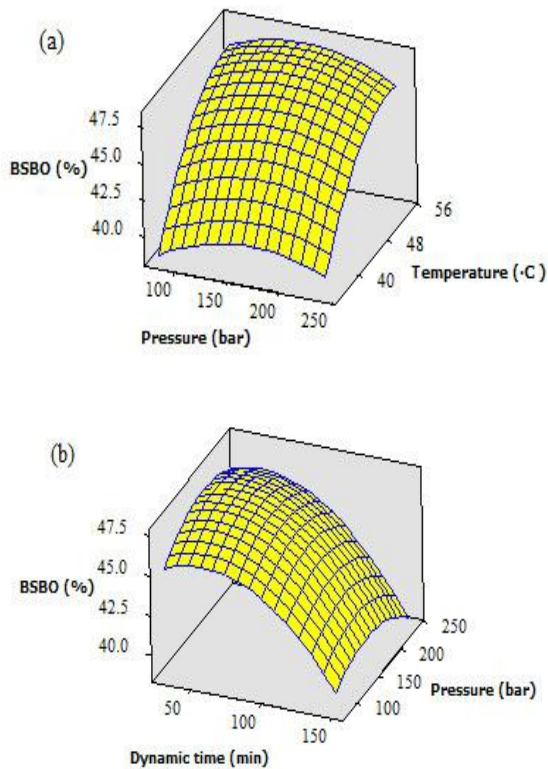 (a)
47.5
45.0
BSBO (%)
42.5
40.0
56
48
Temperature (·C )
40
100
150
200
250
Pressure (bar)
(b)
47.5
45.0
BSBO (%)
42.5
40.0
250
200
Pressure (bar)
150
100
50
100
150
Dynamic time (min)